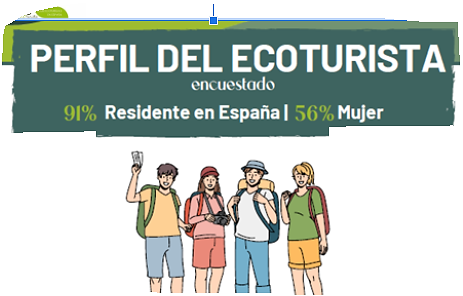 PERFIL DEL ECOTURISTA
encuestado
91% Residente en España | 56% Mujer